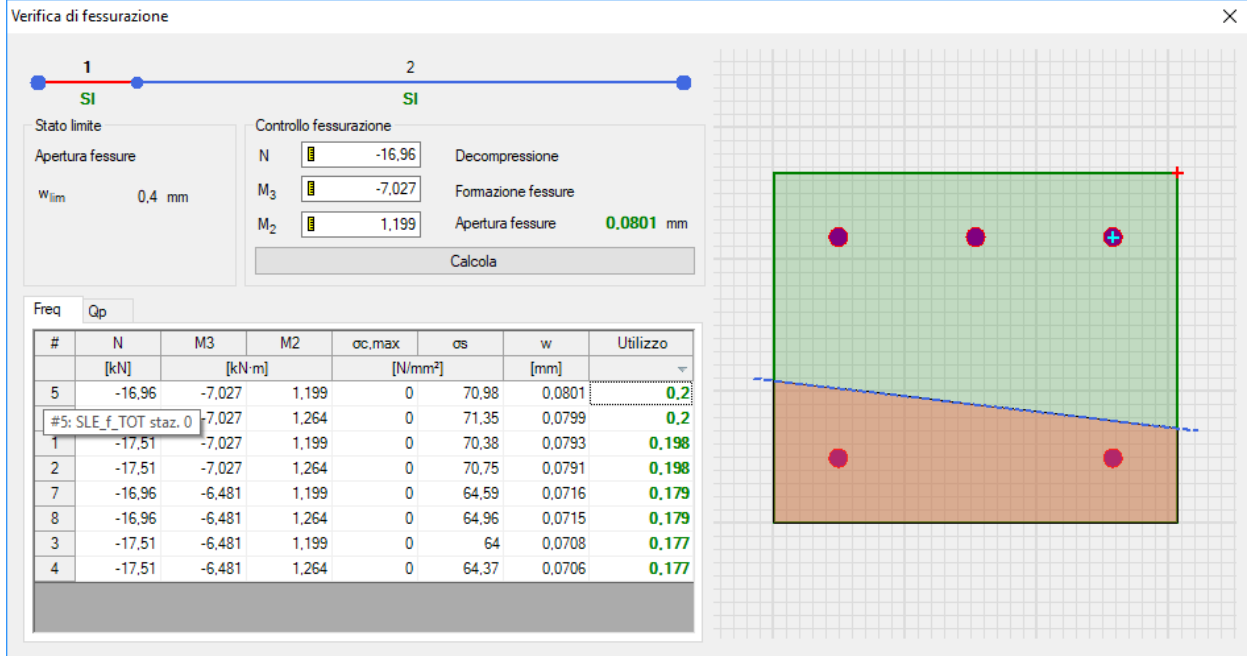 Verifica di fessurazione
1 2
SI SI
Stato limite
Apertura fessure
wlim 0,4 mm
Controllo fessurazione
N -16,96 Decompressione
M3 -7,027 Formazione fessure
M2 1,199 Apertura fessure 0,0801 mm
Calcola
Freq Qp
# N M3 M2 σc,max σs w Utilizzo
[kN] [kN·m] [N/mm²] [mm]
5 -16,96 -7,027 1,199 0 70,98 0,0801 0,2
#5: SLE_f_TOT staz. 0 7,027 1,264 0 71,35 0,0799 0,2
1 -17,51 -7,027 1,199 0 70,38 0,0793 0,198
2 -17,51 -7,027 1,264 0 70,75 0,0791 0,198
7 -16,96 -6,481 1,199 0 64,59 0,0716 0,179
8 -16,96 -6,481 1,264 0 64,96 0,0715 0,179
3 -17,51 -6,481 1,199 0 64 0,0708 0,177
4 -17,51 -6,481 1,264 0 64,37 0,0706 0,177